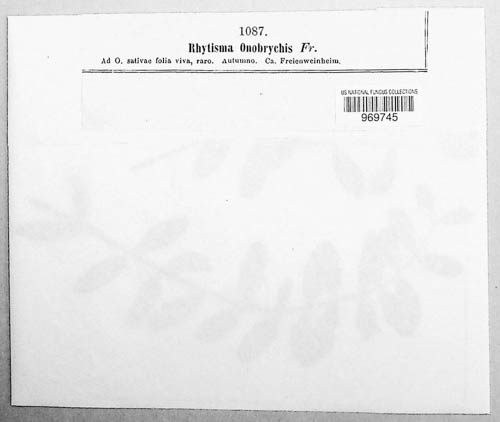 1087.
Rhytisma Onobrychis Fr.
Ad O. sativae folia viva, raro. Autumno. Ca. Freienweinheim.
US NATIONAL FUNGUS COLLECTIONS
969745